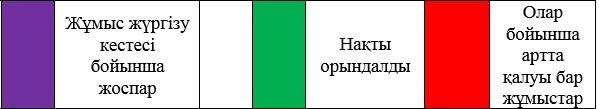 Жұмыс жүргізу
кестесі
бойынша
жоспар
Нақты
орындалды
Олар
бойынша
артта
қалуы бар
жұмыстар